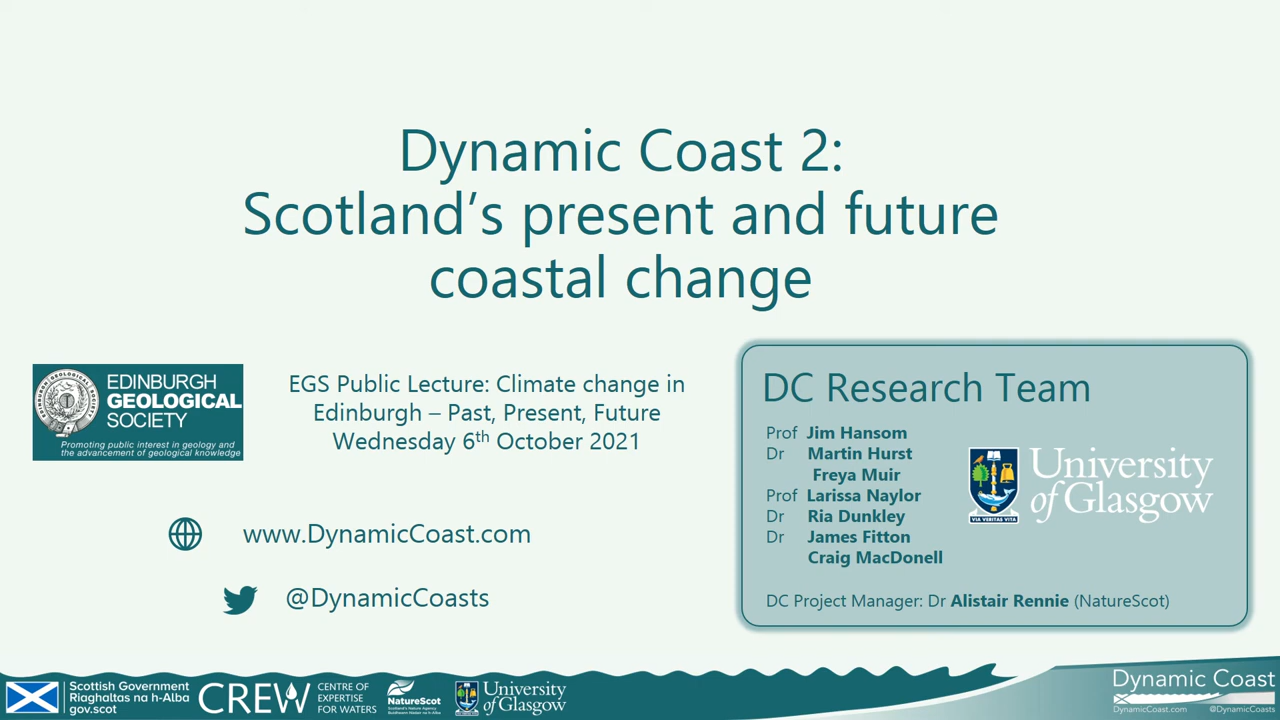 Dynamic Coast 2:
Scotland's present and future
coastal change
EDINBURGH
GEOLOGICAL
SOCIETY
Promoting public interest in geology and
the advancement of geological knowledge
EGS Public Lecture: Climate change in
Edinburgh – Past, Present, Future
Wednesday 6th October 2021
www.DynamicCoast.com
@DynamicCoasts
DC Research Team
Prof Jim Hansom
Dr Martin Hurst
Freya Muir
Prof Larissa Naylor
Dr Ria Dunkley
Dr James Fitton
Craig MacDonell
University
of Glasgow
VIA VERITAS VITA
DC Project Manager: Dr Alistair Rennie (NatureScot)
Scottish Government
Riaghaltas na h-Alba
gov.scot
CREW
CENTRE OF
EXPERTISE
FOR WATERS
NatureScot
Scotland's Nature Agency
University
of Glasgow
Dynamic Coast
DynamicCoast.com @DynamicCoasts